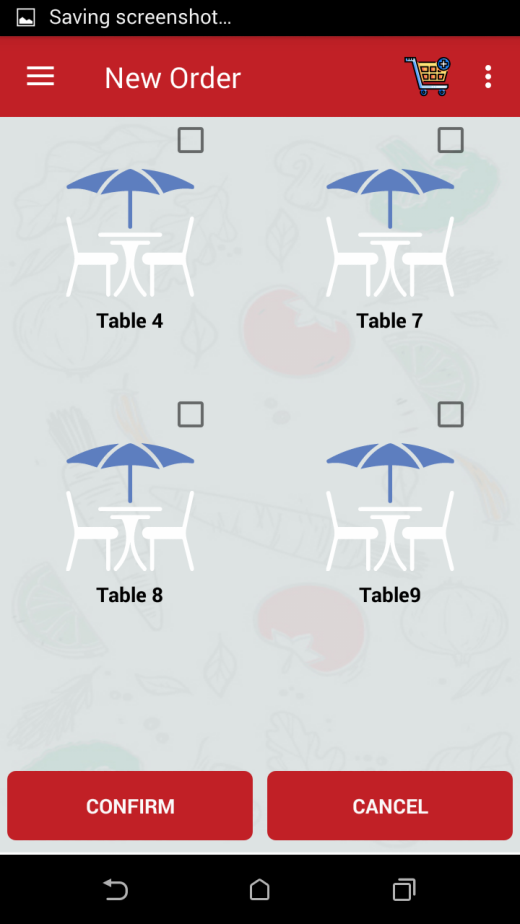 Saving screenshot...
New Order
Table 4
Table 7
Table 8
Table9
CONFIRM
CANCEL